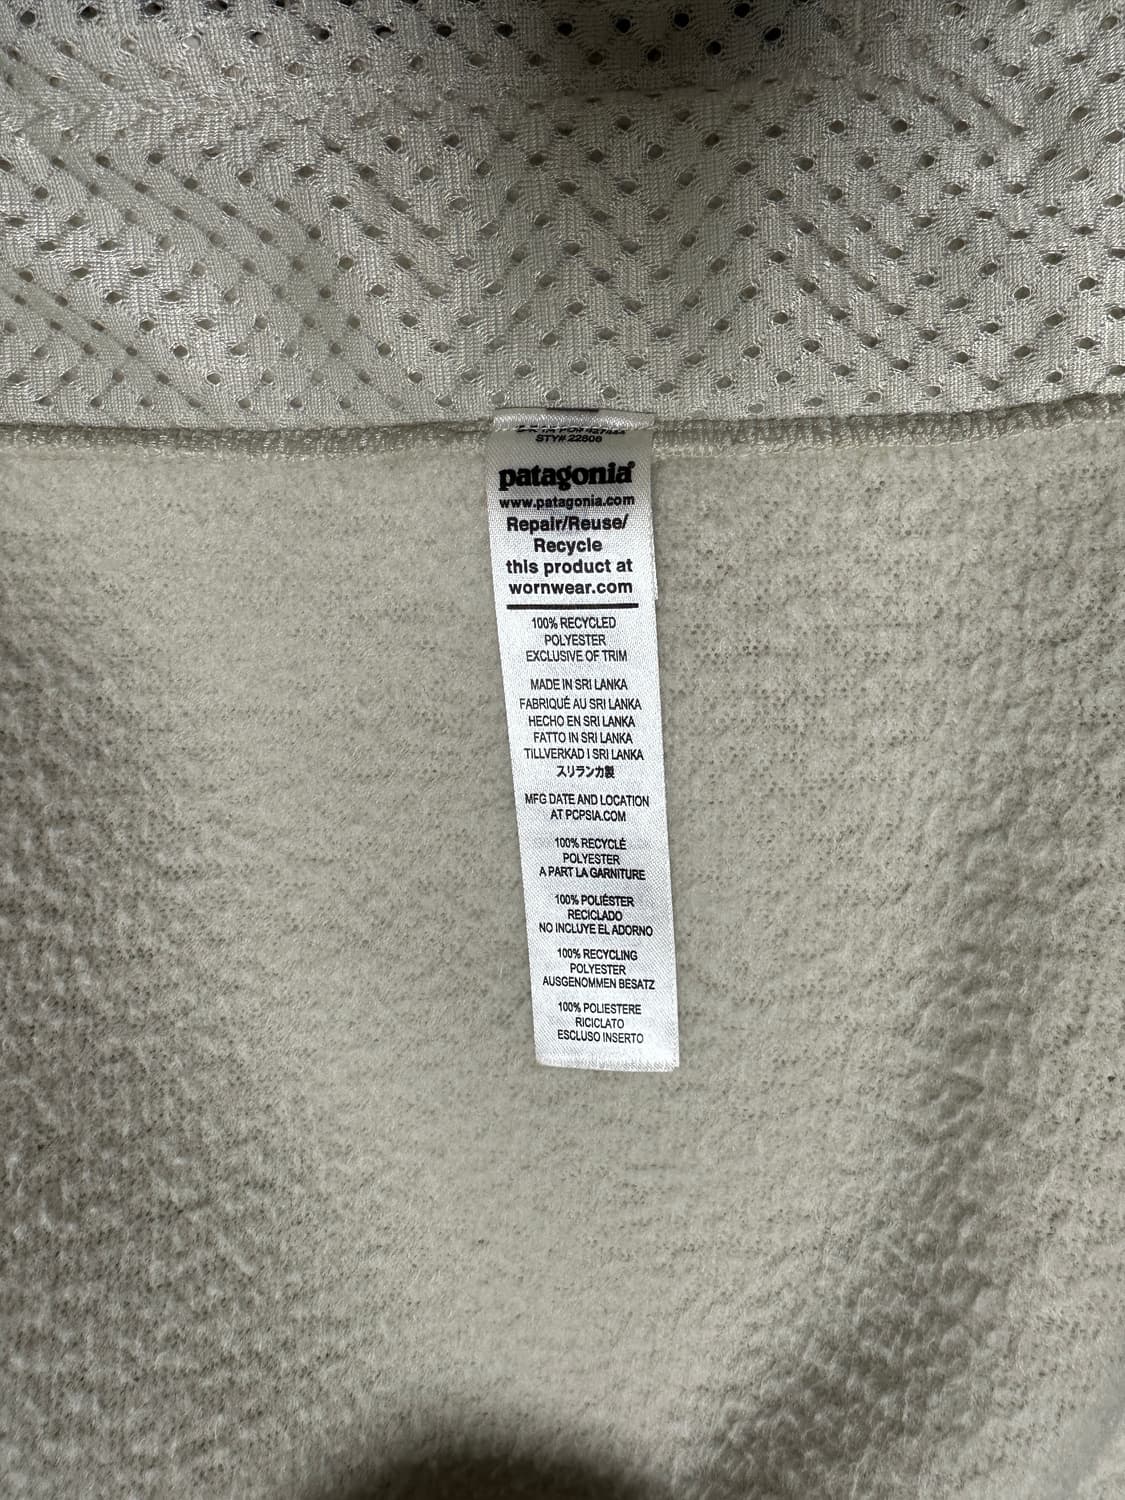 STY# 22808
patagonia®
www.patagonia.com
Repair/Reuse/
Recycle
this product at
wornwear.com
100% RECYCLED
POLYESTER
EXCLUSIVE OF TRIM
MADE IN SRI LANKA
FABRIQUÉ AU SRI LANKA
HECHO EN SRI LANKA
FATTO IN SRI LANKA
TILLVERKAD I SRI LANKA
スリランカ製
MFG DATE AND LOCATION
AT PCPSIA.COM
100% RECYCLÉ
POLYESTER
A PART LA GARNITURE
100% POLIÉSTER
RECICLADO
NO INCLUYE EL ADORNO
100% RECYCLING
POLYESTER
AUSGENOMMEN BESATZ
100% POLIESTERE
RICICLATO
ESCLUSO INSERTO